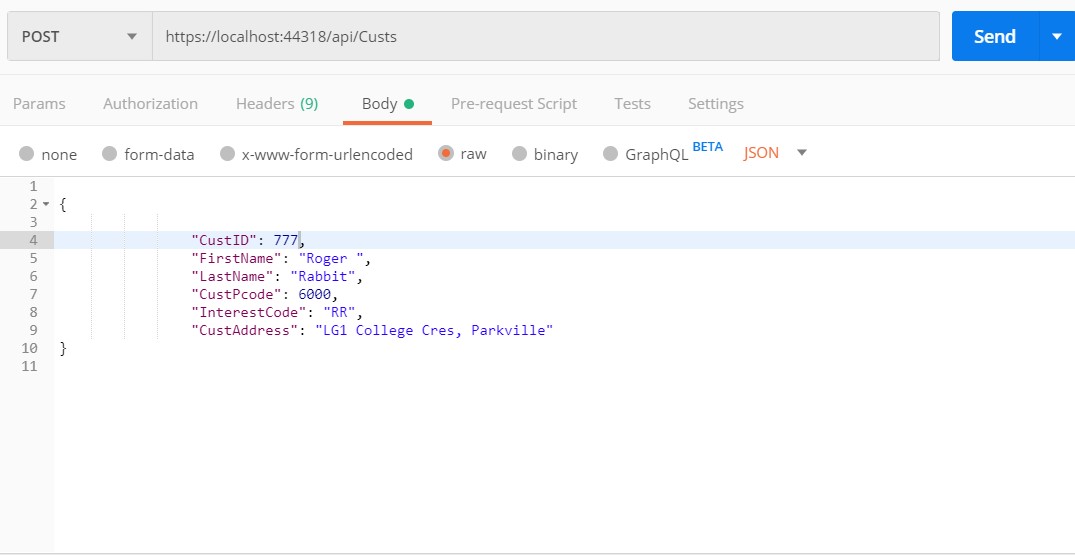 POST https://localhost:44318/api/Custs Send
Params Authorization Headers (9) Body Pre-request Script Tests Settings
none form-data x-www-form-urlencoded raw binary GraphQL BETA JSON
1
2 {
3
4 "CustID": 777,
5 "FirstName": "Roger ",
6 "LastName": "Rabbit",
7 "CustPcode": 6000,
8 "InterestCode": "RR",
9 "CustAddress": "LG1 College Cres, Parkville"
10 }
11